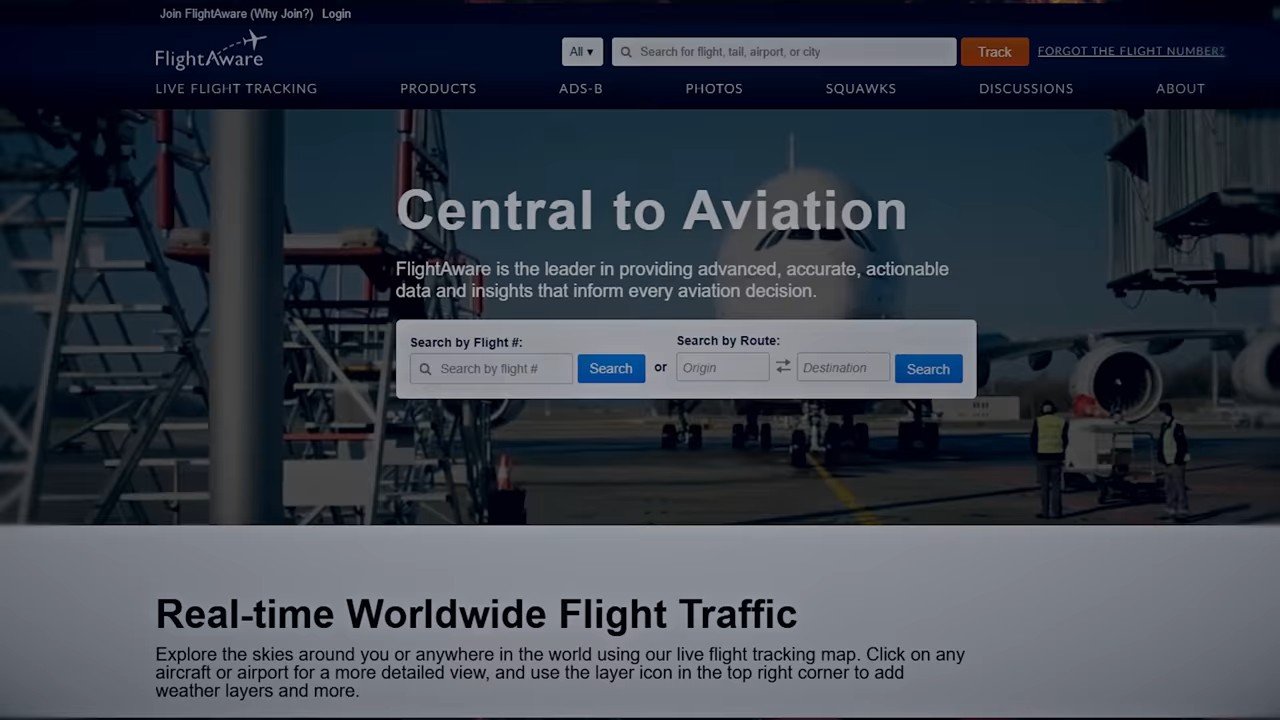 Join FlightAware (Why Join?) Login
FlightAware
All ▾ Search for flight, tail, airport, or city Track FORGOT THE FLIGHT NUMBER?
LIVE FLIGHT TRACKING PRODUCTS ADS-B PHOTOS SQUAWKS DISCUSSIONS ABOUT
Central to Aviation
FlightAware is the leader in providing advanced, accurate, actionable
data and insights that inform every aviation decision.
Search by Flight #:
Search by flight # Search
or
Search by Route:
Origin Destination Search
Real-time Worldwide Flight Traffic
Explore the skies around you or anywhere in the world using our live flight tracking map. Click on any
aircraft or airport for a more detailed view, and use the layer icon in the top right corner to add
weather layers and more.